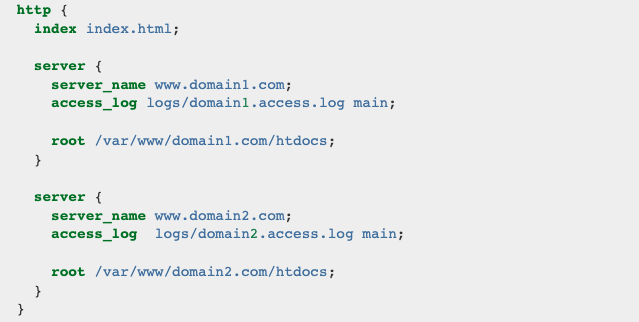 http {
  index index.html;

  server {
    server_name www.domain1.com;
    access_log logs/domain1.access.log main;

    root /var/www/domain1.com/htdocs;
  }

  server {
    server_name www.domain2.com;
    access_log  logs/domain2.access.log main;

    root /var/www/domain2.com/htdocs;
  }
}